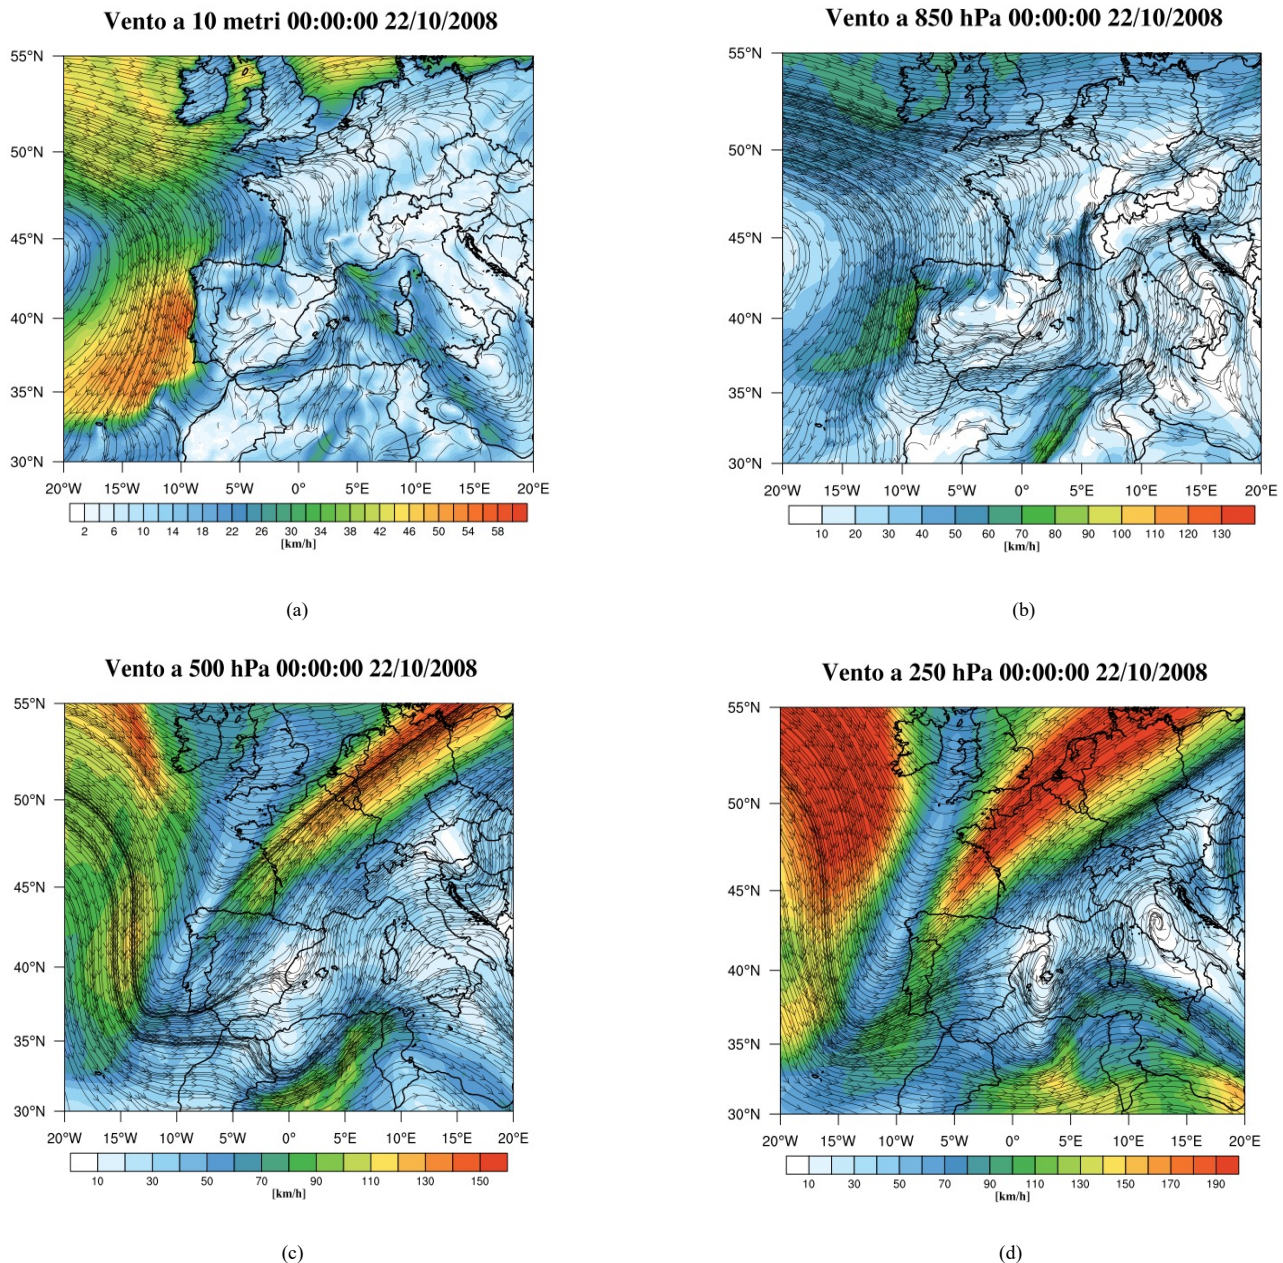 Vento a 10 metri 00:00:00 22/10/2008
55°N
50°N
45°N
40°N
35°N
30°N
20°W 15°W 10°W 5°W 0° 5°E 10°E 15°E 20°E
2 6 10 14 18 22 26 30 34 38 42 46 50 54 58
[km/h]
(a)
Vento a 850 hPa 00:00:00 22/10/2008
55°N
50°N
45°N
40°N
35°N
30°N
20°W 15°W 10°W 5°W 0° 5°E 10°E 15°E 20°E
10 20 30 40 50 60 70 80 90 100 110 120 130
[km/h]
(b)
Vento a 500 hPa 00:00:00 22/10/2008
55°N
50°N
45°N
40°N
35°N
30°N
20°W 15°W 10°W 5°W 0° 5°E 10°E 15°E 20°E
10 30 50 70 90 110 130 150
[km/h]
(c)
Vento a 250 hPa 00:00:00 22/10/2008
55°N
50°N
45°N
40°N
35°N
30°N
20°W 15°W 10°W 5°W 0° 5°E 10°E 15°E 20°E
10 30 50 70 90 110 130 150 170 190
[km/h]
(d)